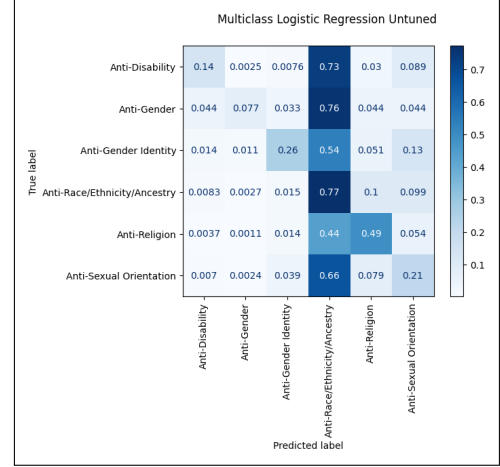 Multiclass Logistic Regression Untuned
Anti-Disability 0.14 0.0025 0.0076 0.73 0.03 0.089
Anti-Gender 0.044 0.077 0.033 0.76 0.044 0.044
Anti-Gender Identity 0.014 0.011 0.26 0.54 0.051 0.13
Anti-Race/Ethnicity/Ancestry 0.0083 0.0027 0.015 0.77 0.1 0.099
Anti-Religion 0.0037 0.0011 0.014 0.44 0.49 0.054
Anti-Sexual Orientation 0.007 0.0024 0.039 0.66 0.079 0.21
True label
Anti-Disability
Anti-Gender
Anti-Gender Identity
Anti-Race/Ethnicity/Ancestry
Anti-Religion
Anti-Sexual Orientation
Predicted label
0.7
0.6
0.5
0.4
0.3
0.2
0.1